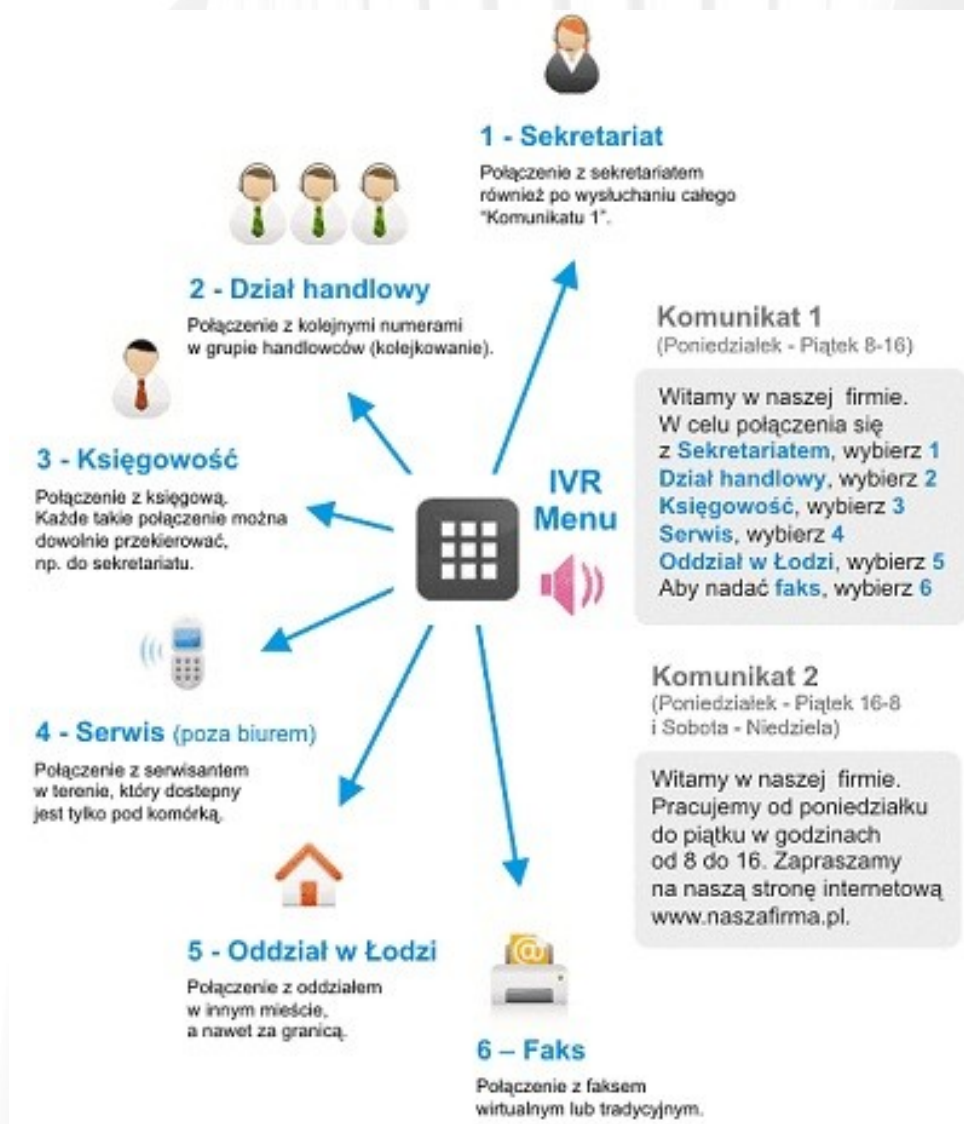 1 - Sekretariat
Połączenie z sekretariatem
również po wysłuchaniu całego
"Komunikatu 1".
2 - Dział handlowy
Połączenie z kolejnymi numerami
w grupie handlowców (kolejkowanie).
3 - Księgowość
Połączenie z księgową.
Każde takie połączenie można
dowolnie przekierować,
np. do sekretariatu.
4 - Serwis (poza biurem)
Połączenie z serwisantem
w terenie, który dostępny
jest tylko pod komórką.
5 - Oddział w Łodzi
Połączenie z oddziałem
w innym mieście,
a nawet za granicą.
6 – Faks
Połączenie z faksem
wirtualnym lub tradycyjnym.
IVR
Menu
Komunikat 1
(Poniedziałek - Piątek 8-16)
Witamy w naszej firmie.
W celu połączenia się
z Sekretariatem, wybierz 1
Dział handlowy, wybierz 2
Księgowość, wybierz 3
Serwis, wybierz 4
Oddział w Łodzi, wybierz 5
Aby nadać faks, wybierz 6
Komunikat 2
(Poniedziałek - Piątek 16-8
i Sobota - Niedziela)
Witamy w naszej firmie.
Pracujemy od poniedziałku
do piątku w godzinach
od 8 do 16. Zapraszamy
na naszą stronę internetową
www.naszafirma.pl.
@